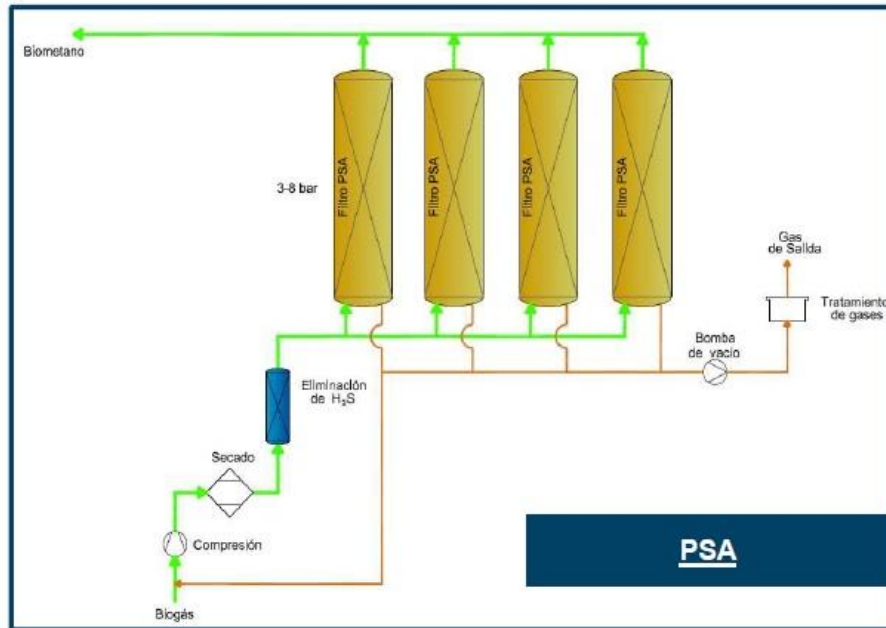 Biometano
3-8 bar
Filtro PSA
Filtro PSA
Filtro PSA
Filtro PSA
Gas
de Salida
Tratamiento
de gases
Bomba
de vacio
Eliminación
de H₂S
Secado
Compresión
Biogás
PSA